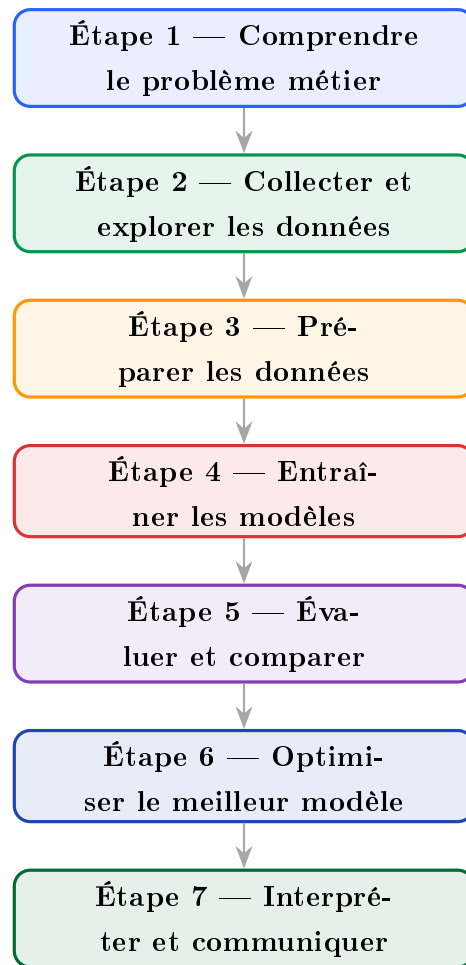 Étape 1 — Comprendre
le problème métier
Étape 2 — Collecter et
explorer les données
Étape 3 — Pré-
parer les données
Étape 4 — Entraî-
ner les modèles
Étape 5 — Éva-
luer et comparer
Étape 6 — Optimi-
ser le meilleur modèle
Étape 7 — Interpré-
ter et communiquer